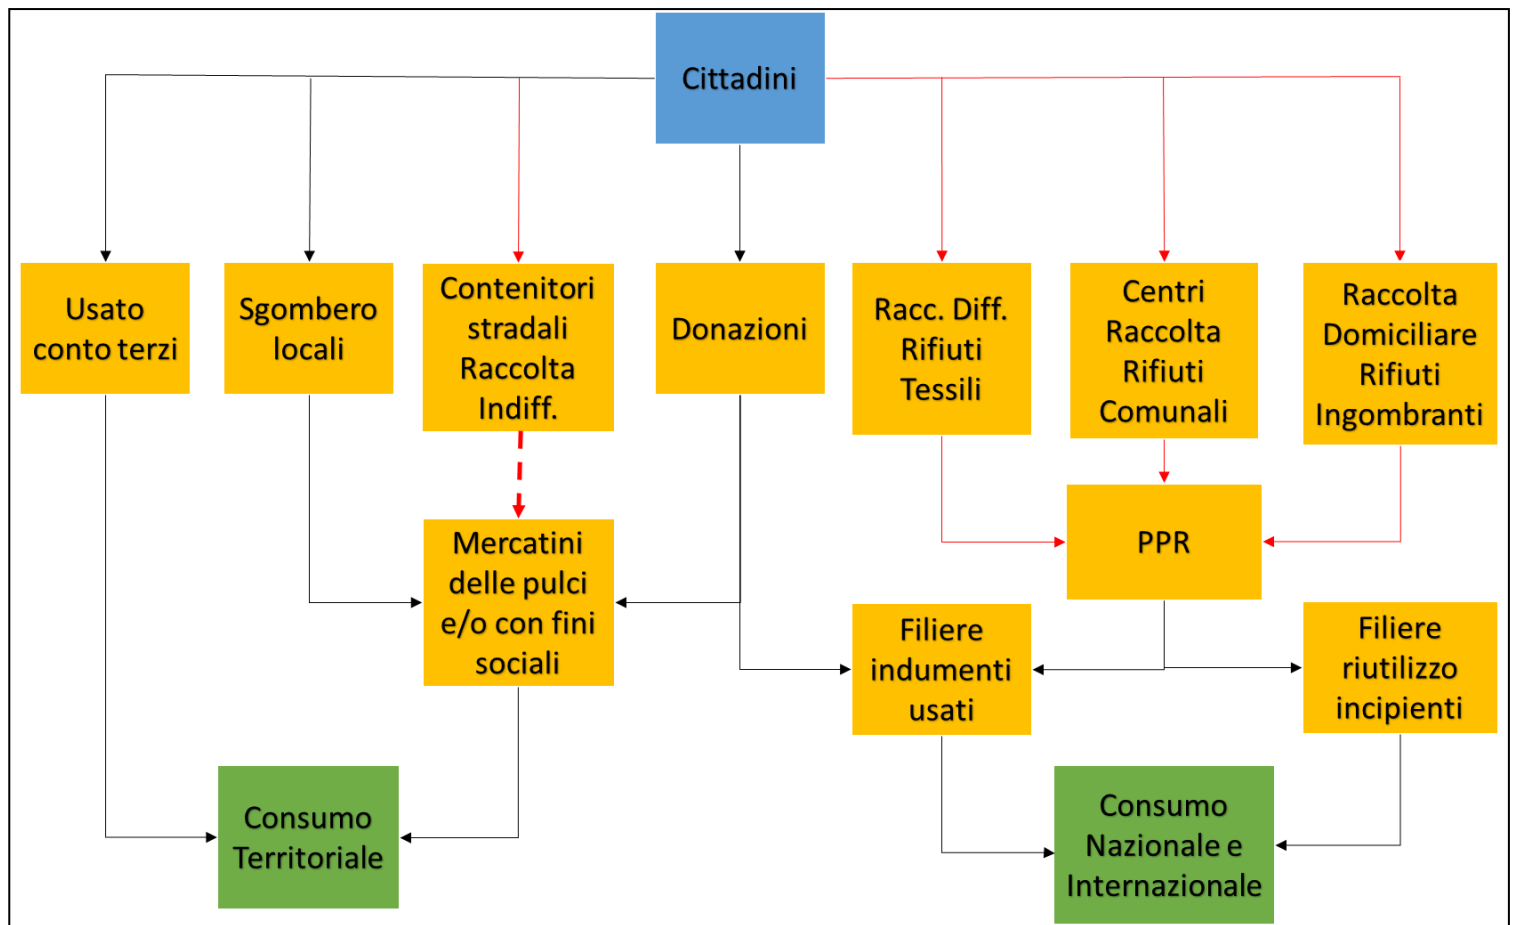 Cittadini
Usato
conto terzi
Sgombero
locali
Contenitori
stradali
Raccolta
Indiff.
Donazioni
Racc. Diff.
Rifiuti
Tessili
Centri
Raccolta
Rifiuti
Comunali
Raccolta
Domiciliare
Rifiuti
Ingombranti
PPR
Mercatini
delle pulci
e/o con fini
sociali
Filiere
indumenti
usati
Filiere
riutilizzo
incipienti
Consumo
Territoriale
Consumo
Nazionale e
Internazionale